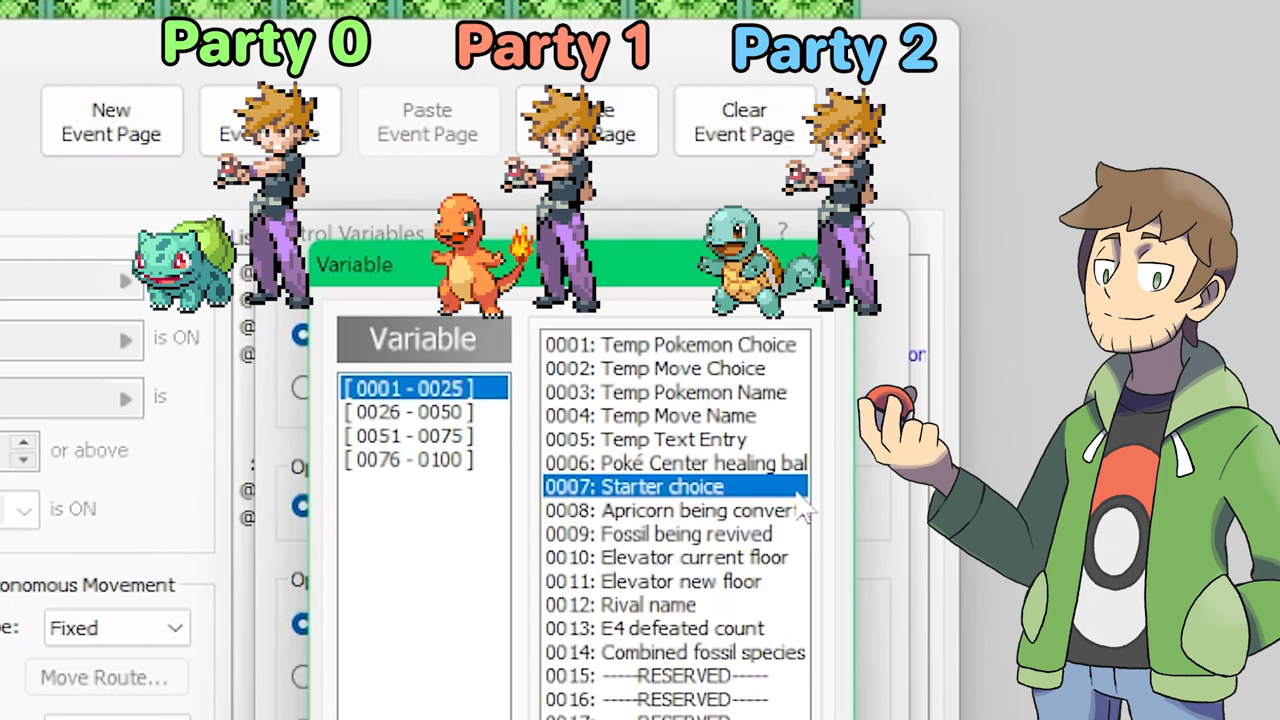 Party 0
Party 1
Party 2
New
Event Page
Paste
Event Page
Clear
Event Page
Variables
?
Variable
Variable
[ 0001 - 0025 ]
[ 0026 - 0050 ]
[ 0051 - 0075 ]
[ 0076 - 0100 ]
0001: Temp Pokemon Choice
0002: Temp Move Choice
0003: Temp Pokemon Name
0004: Temp Move Name
0005: Temp Text Entry
0006: Poké Center healing bal
0007: Starter choice
0008: Apricorn being convert
0009: Fossil being revived
0010: Elevator current floor
0011: Elevator new floor
0012: Rival name
0013: E4 defeated count
0014: Combined fossil species
0015: -----RESERVED-----
0016: -----RESERVED-----
is ON
is
or above
is ON
onomous Movement
Fixed
Move Route...